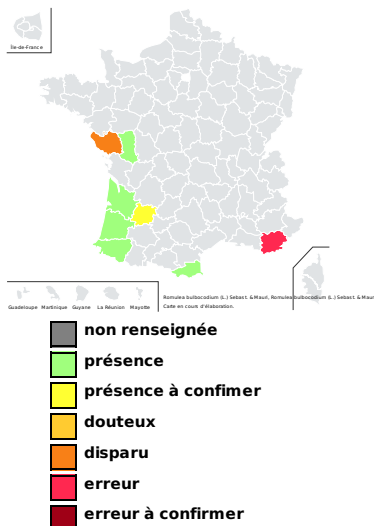 Île-de-France
Guadeloupe Martinique Guyane La Réunion Mayotte
Romulea bulbocodium (L.) Sebast. & Mauri, Romulea bulbocodium (L.) Sebast. & Maur
Carte en cours d'élaboration.
non renseignée
présence
présence à confimer
douteux
disparu
erreur
erreur à confirmer